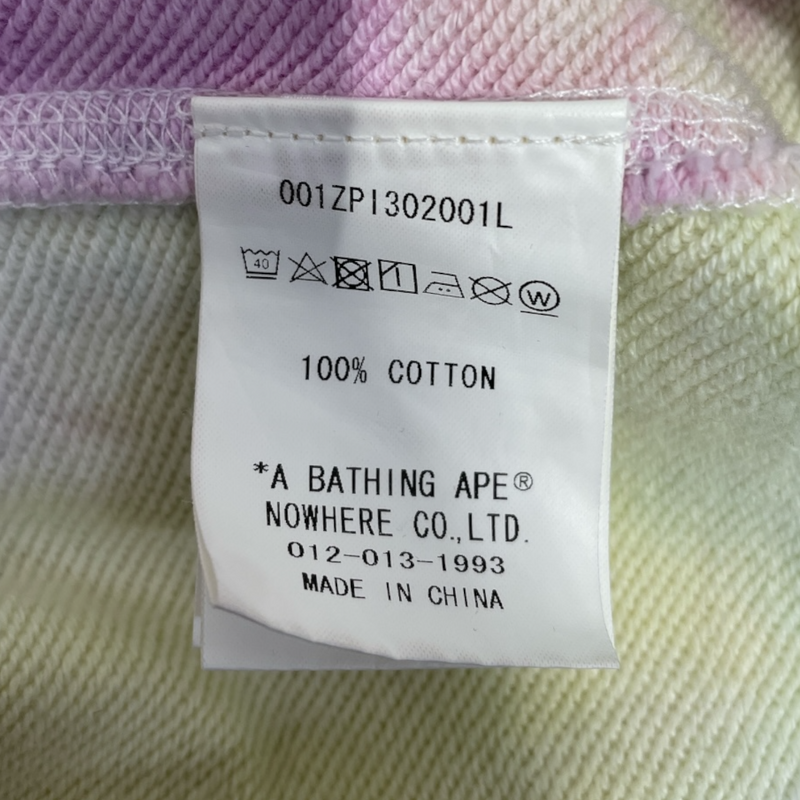 001ZPI302001L
40 W
100% COTTON
*A BATHING APE®
NOWHERE CO.,LTD.
012-013-1993
MADE IN CHINA